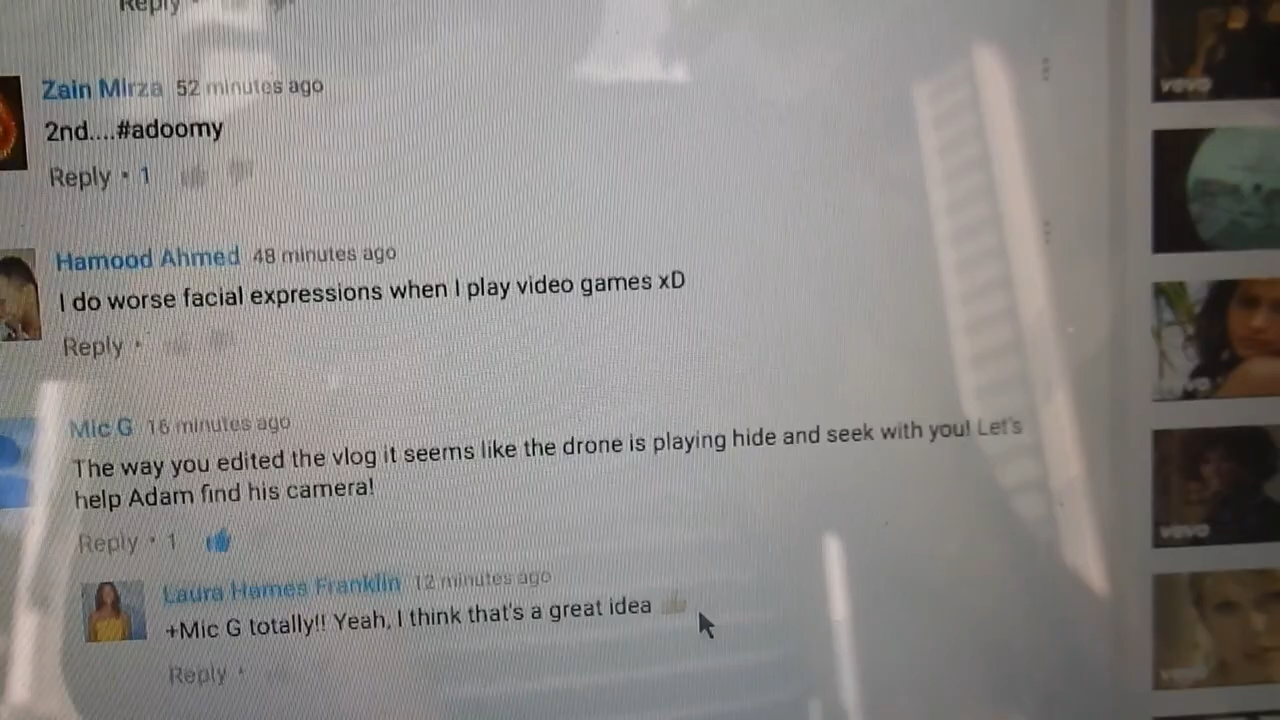 Reply
Zain Mirza 52 minutes ago
2nd....#adoomy
Reply • 1
Hamood Ahmed 48 minutes ago
I do worse facial expressions when I play video games xD
Reply •
Mic G 16 minutes ago
The way you edited the vlog it seems like the drone is playing hide and seek with you! Let's
help Adam find his camera!
Reply • 1
Laura Hames Franklin 12 minutes ago
+Mic G totally!! Yeah, I think that's a great idea
Reply •
vevo
vevo
vevo
vevo